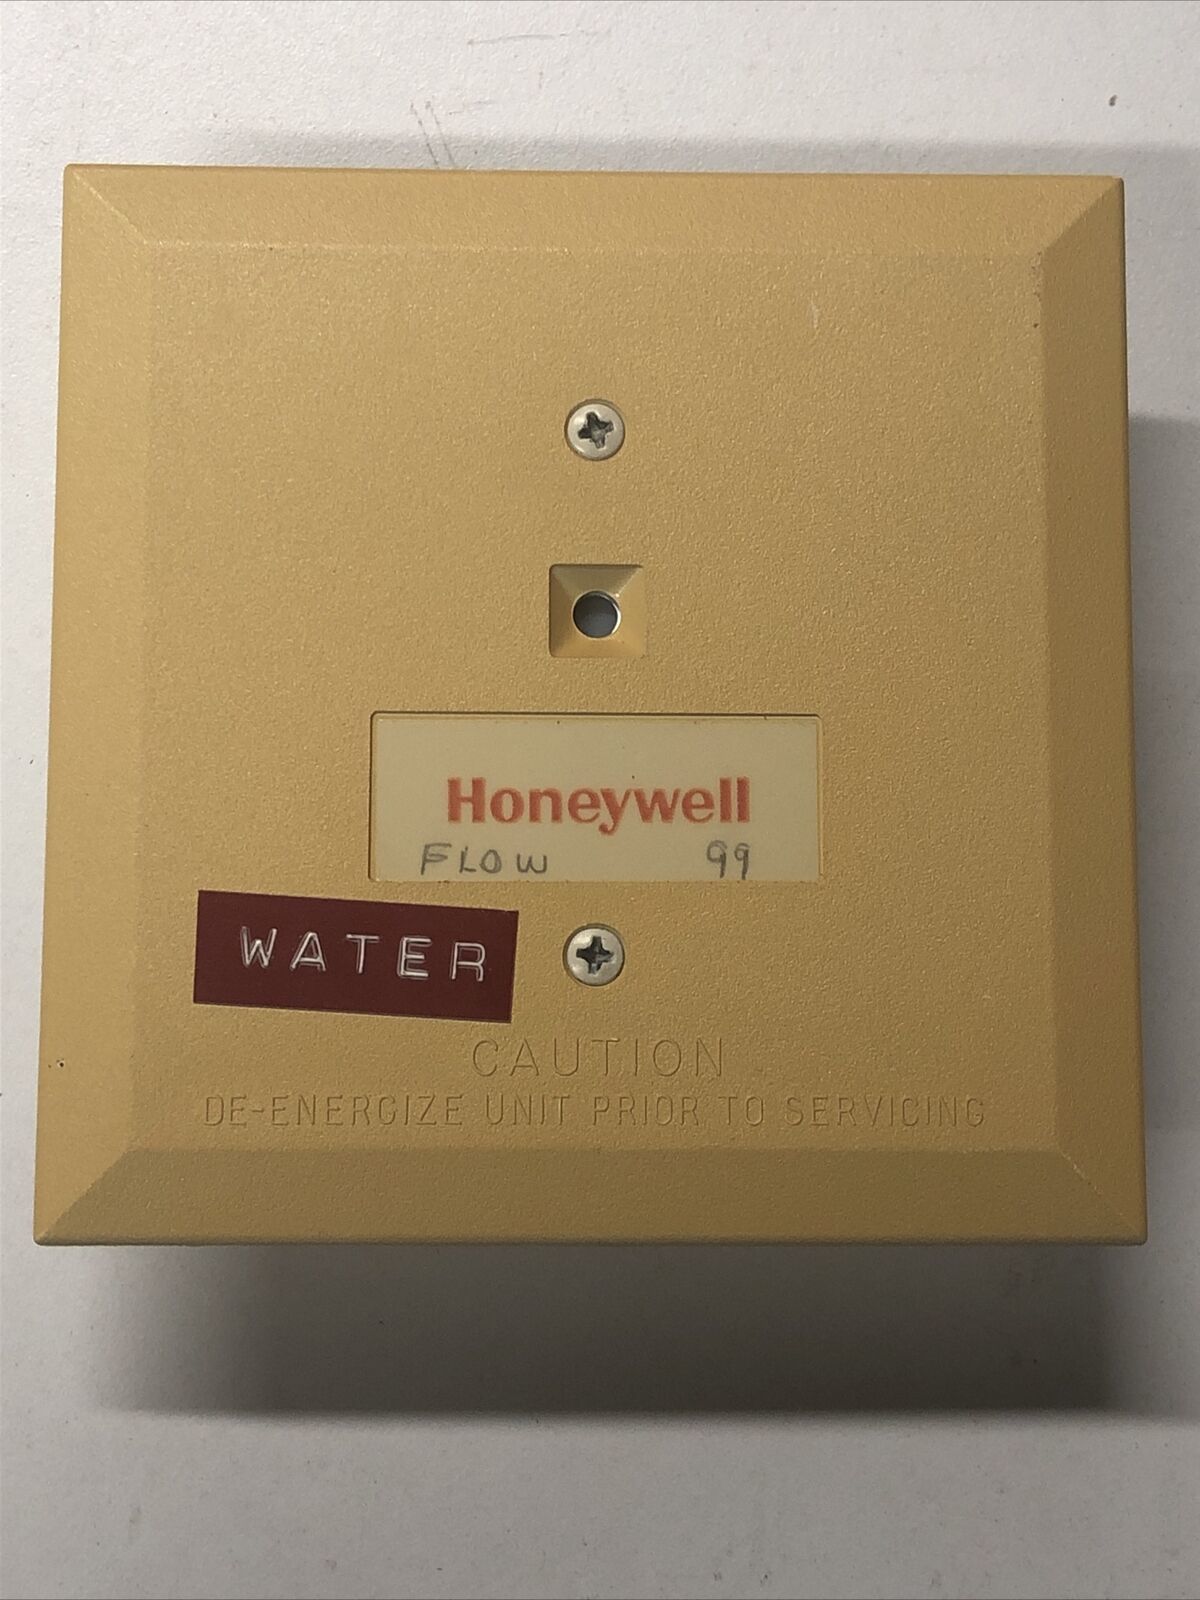 Honeywell
FLOW 99
WATER
CAUTION
DE-ENERGIZE UNIT PRIOR TO SERVICING